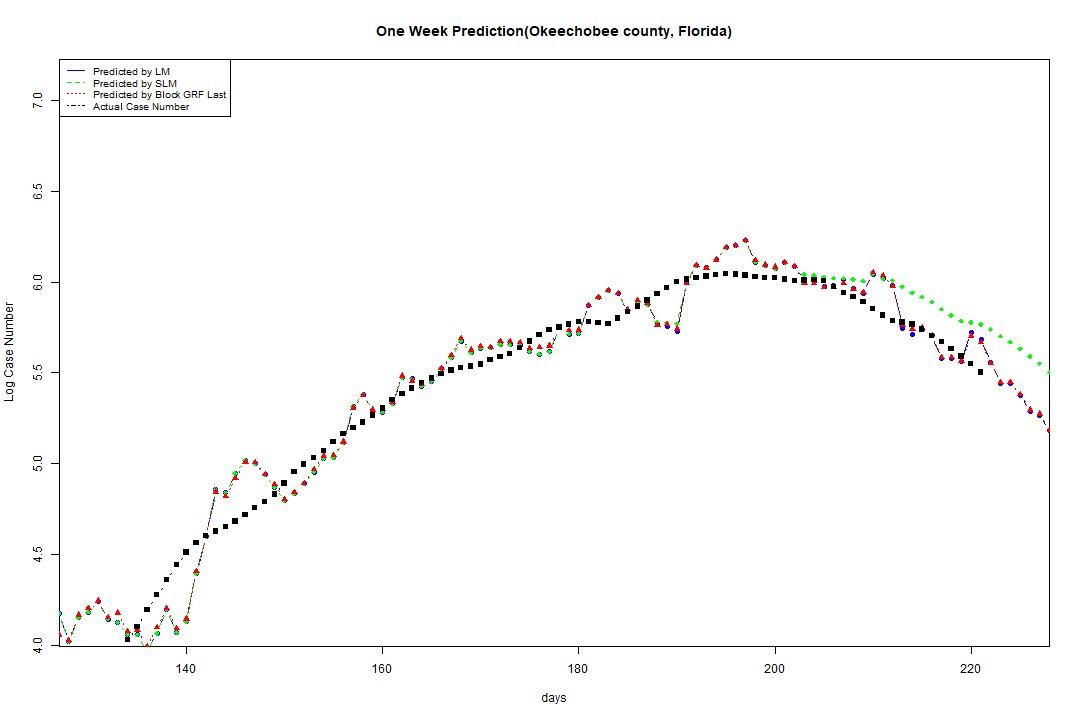 One Week Prediction(Okeechobee county, Florida)
Predicted by LM
Predicted by SLM
Predicted by Block GRF Last
Actual Case Number
7.0
6.5
6.0
5.5
5.0
4.5
4.0
Log Case Number
140 160 180 200 220
days